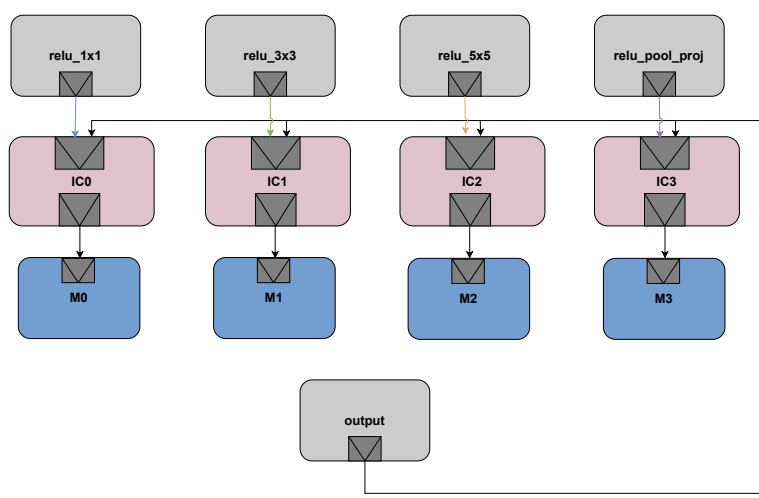 relu_1x1
relu_3x3
relu_5x5
relu_pool_proj
IC0
IC1
IC2
IC3
M0
M1
M2
M3
output